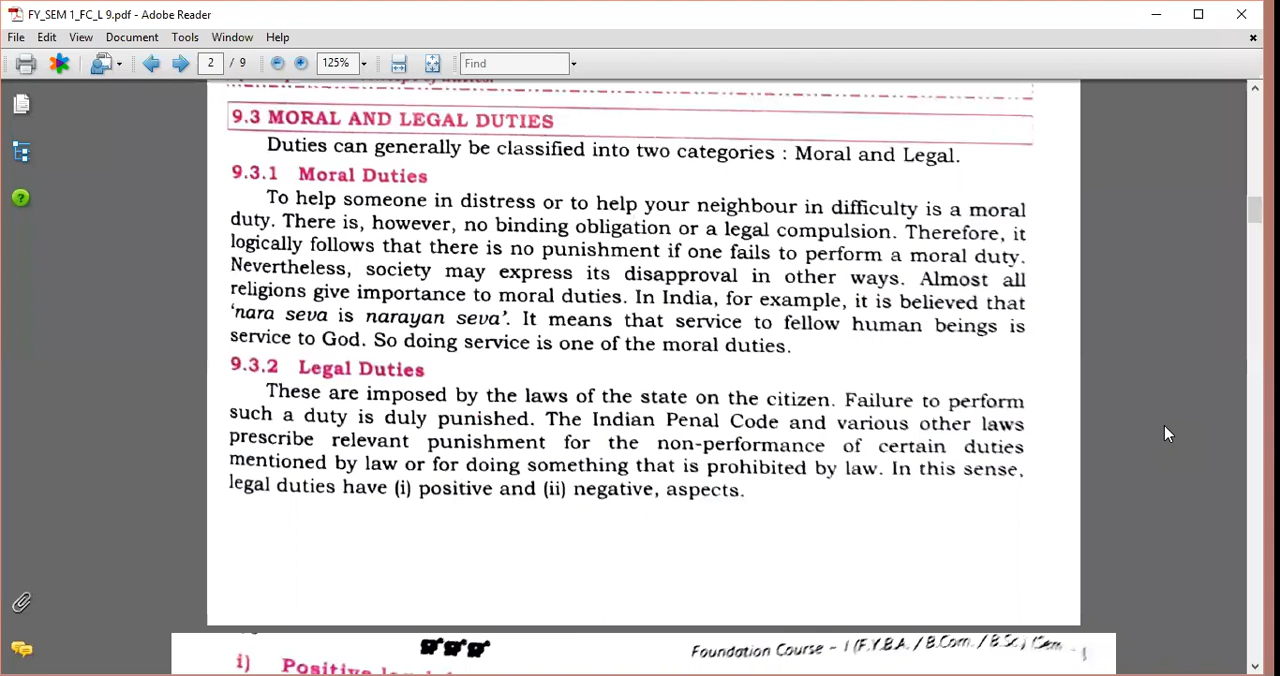 FY_SEM 1_FC_L 9.pdf - Adobe Reader
File Edit View Document Tools Window Help
2 / 9 125% Find
9.3 MORAL AND LEGAL DUTIES
Duties can generally be classified into two categories : Moral and Legal.
9.3.1 Moral Duties
To help someone in distress or to help your neighbour in difficulty is a moral
duty. There is, however, no binding obligation or a legal compulsion. Therefore, it
logically follows that there is no punishment if one fails to perform a moral duty.
Nevertheless, society may express its disapproval in other ways. Almost all
religions give importance to moral duties. In India, for example, it is believed that
‘nara seva is narayan seva’. It means that service to fellow human beings is
service to God. So doing service is one of the moral duties.
9.3.2 Legal Duties
These are imposed by the laws of the state on the citizen. Failure to perform
such a duty is duly punished. The Indian Penal Code and various other laws
prescribe relevant punishment for the non-performance of certain duties
mentioned by law or for doing something that is prohibited by law. In this sense,
legal duties have (i) positive and (ii) negative, aspects.
Foundation Course - I (F.Y.B.A. / B.Com. / B.Sc) (Sem - I
i) Positive